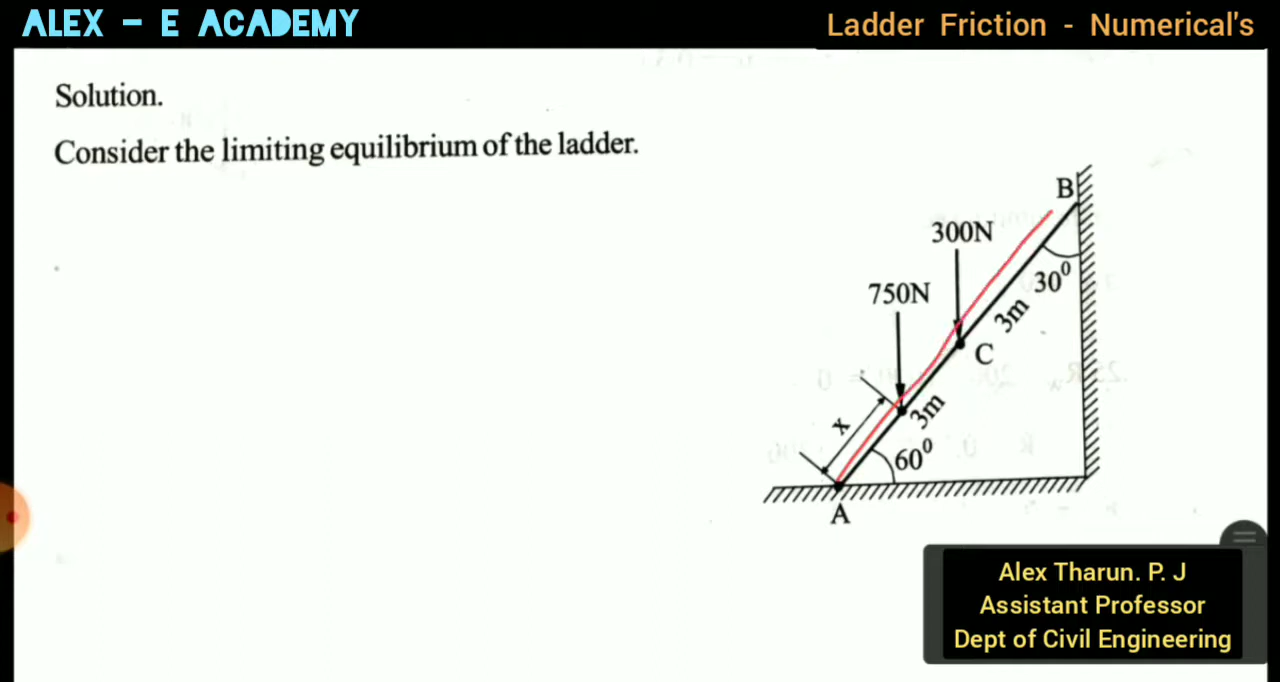 ALEX - E ACADEMY
Ladder Friction - Numerical's
Solution.
Consider the limiting equilibrium of the ladder.
B
300N
30⁰
750N
3m
C
x
3m
60⁰
A
Alex Tharun. P. J
Assistant Professor
Dept of Civil Engineering